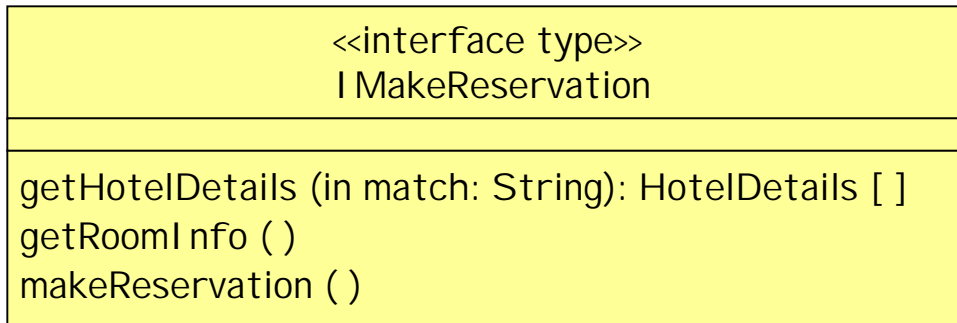 <<interface type>>
IMakeReservation
getHotelDetails (in match: String): HotelDetails [ ]
getRoomInfo ( )
makeReservation ( )